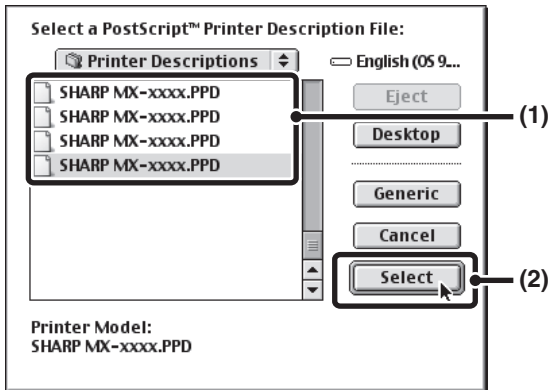 Select a PostScript™ Printer Description File:
Printer Descriptions
English (OS 9....
SHARP MX-xxxx.PPD
SHARP MX-xxxx.PPD
SHARP MX-xxxx.PPD
SHARP MX-xxxx.PPD
Eject
Desktop
Generic
Cancel
Select
(1)
(2)
Printer Model:
SHARP MX-xxxx.PPD